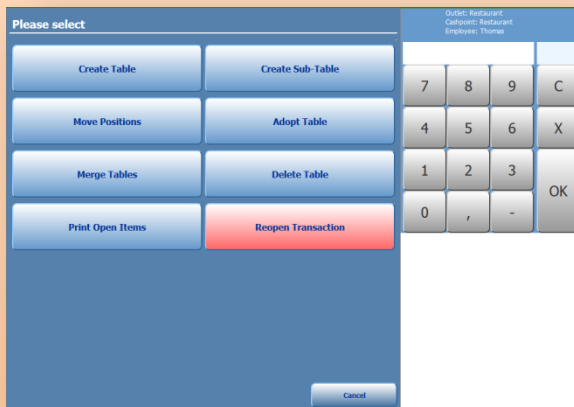 Please select
Outlet: Restaurant
Cashpoint: Restaurant
Employee: Thomas
Create Table
Create Sub-Table
Move Positions
Adopt Table
Merge Tables
Delete Table
Print Open Items
Reopen Transaction
Cancel
7 8 9 C
4 5 6 X
1 2 3 OK
0 , -